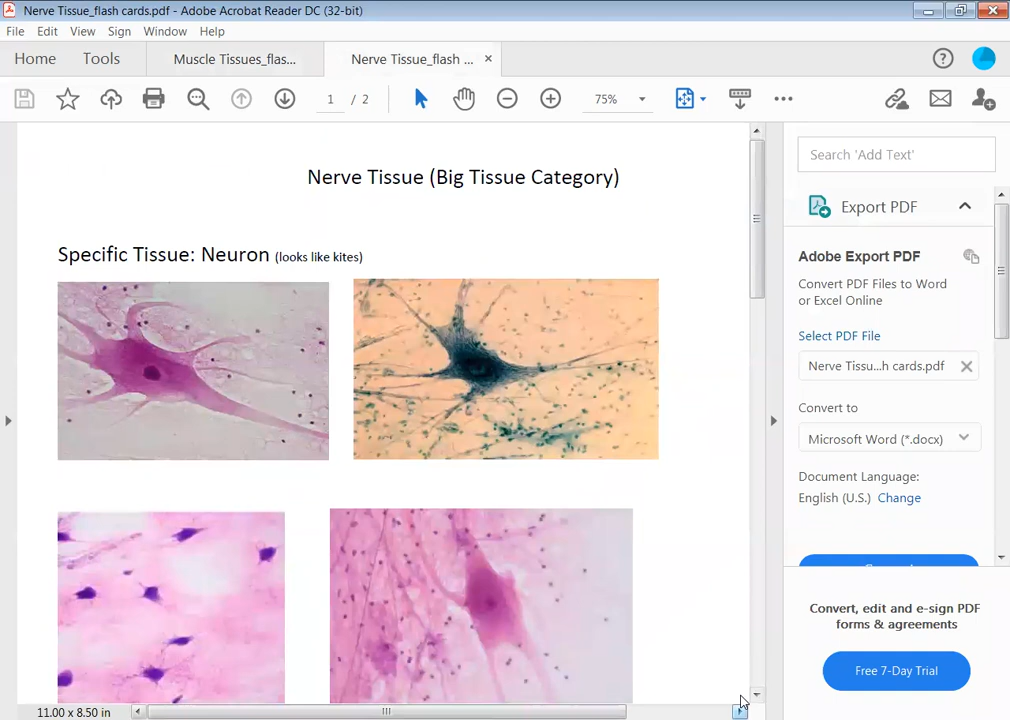 Nerve Tissue_flash cards.pdf - Adobe Acrobat Reader DC (32-bit)
File Edit View Sign Window Help
Home Tools Muscle Tissues_flas... Nerve Tissue_flash ... ×
1 / 2 75%
Search 'Add Text'
Export PDF
Adobe Export PDF
Convert PDF Files to Word
or Excel Online
Select PDF File
Nerve Tissu...h cards.pdf
Convert to
Microsoft Word (*.docx)
Document Language:
English (U.S.) Change
Convert, edit and e-sign PDF
forms & agreements
Free 7-Day Trial
Nerve Tissue (Big Tissue Category)
Specific Tissue: Neuron (looks like kites)
11.00 x 8.50 in